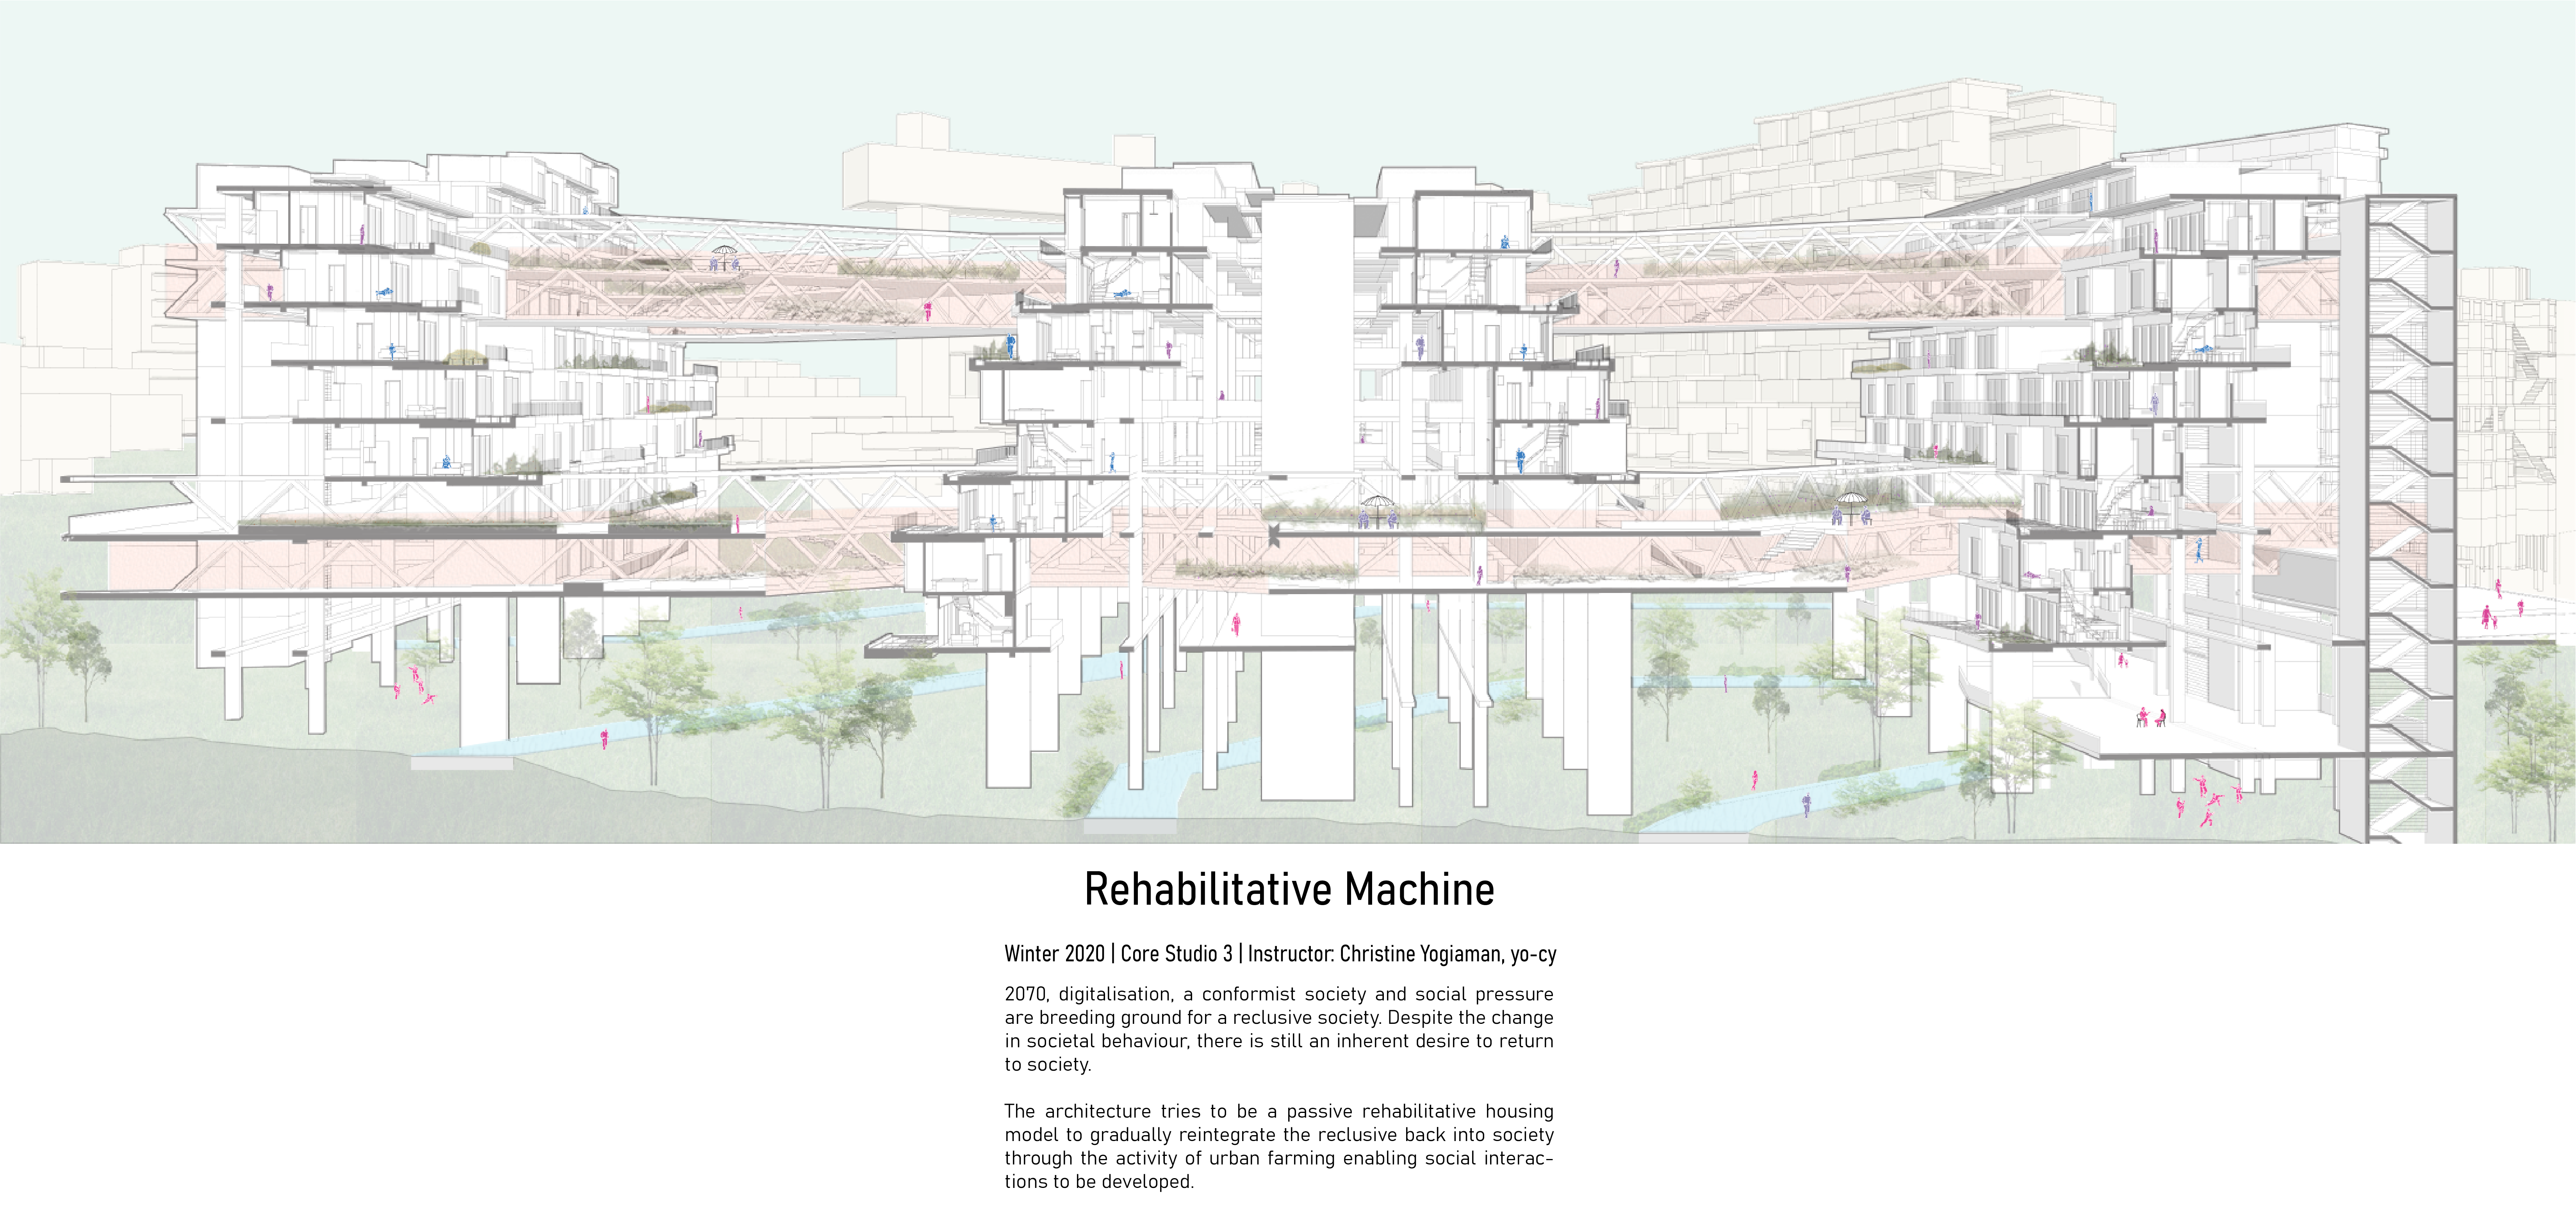 Rehabilitative Machine
Winter 2020 | Core Studio 3 | Instructor: Christine Yogiaman, yo-cy
2070, digitalisation, a conformist society and social pressure
are breeding ground for a reclusive society. Despite the change
in societal behaviour, there is still an inherent desire to return
to society.
The architecture tries to be a passive rehabilitative housing
model to gradually reintegrate the reclusive back into society
through the activity of urban farming enabling social interac-
tions to be developed.